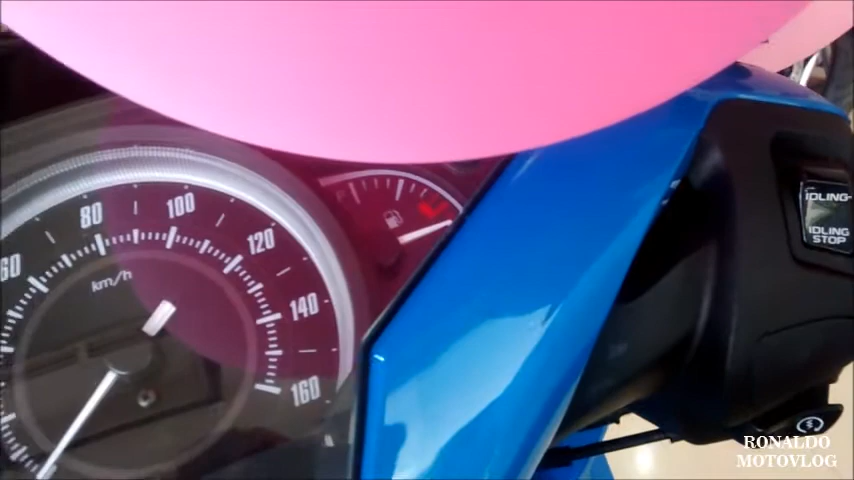 60
80
100
120
140
160
km/h
IDLING
IDLING
STOP
RONALDO
MOTOVLOG